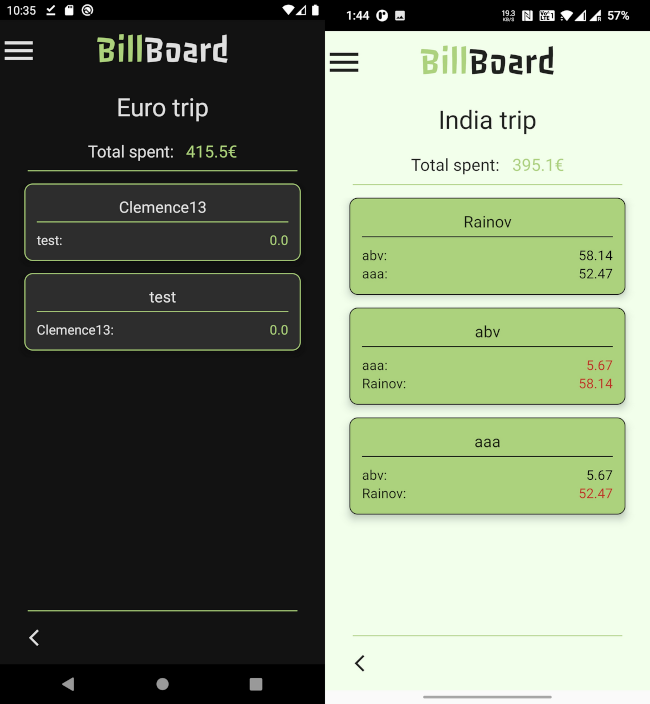 10:35
BillBoard
Euro trip
Total spent: 415.5€
Clemence13
test: 0.0
test
Clemence13: 0.0
1:44 19.3 KB/S 57%
BillBoard
India trip
Total spent: 395.1€
Rainov
abv: 58.14
aaa: 52.47
abv
aaa: 5.67
Rainov: 58.14
aaa
abv: 5.67
Rainov: 52.47